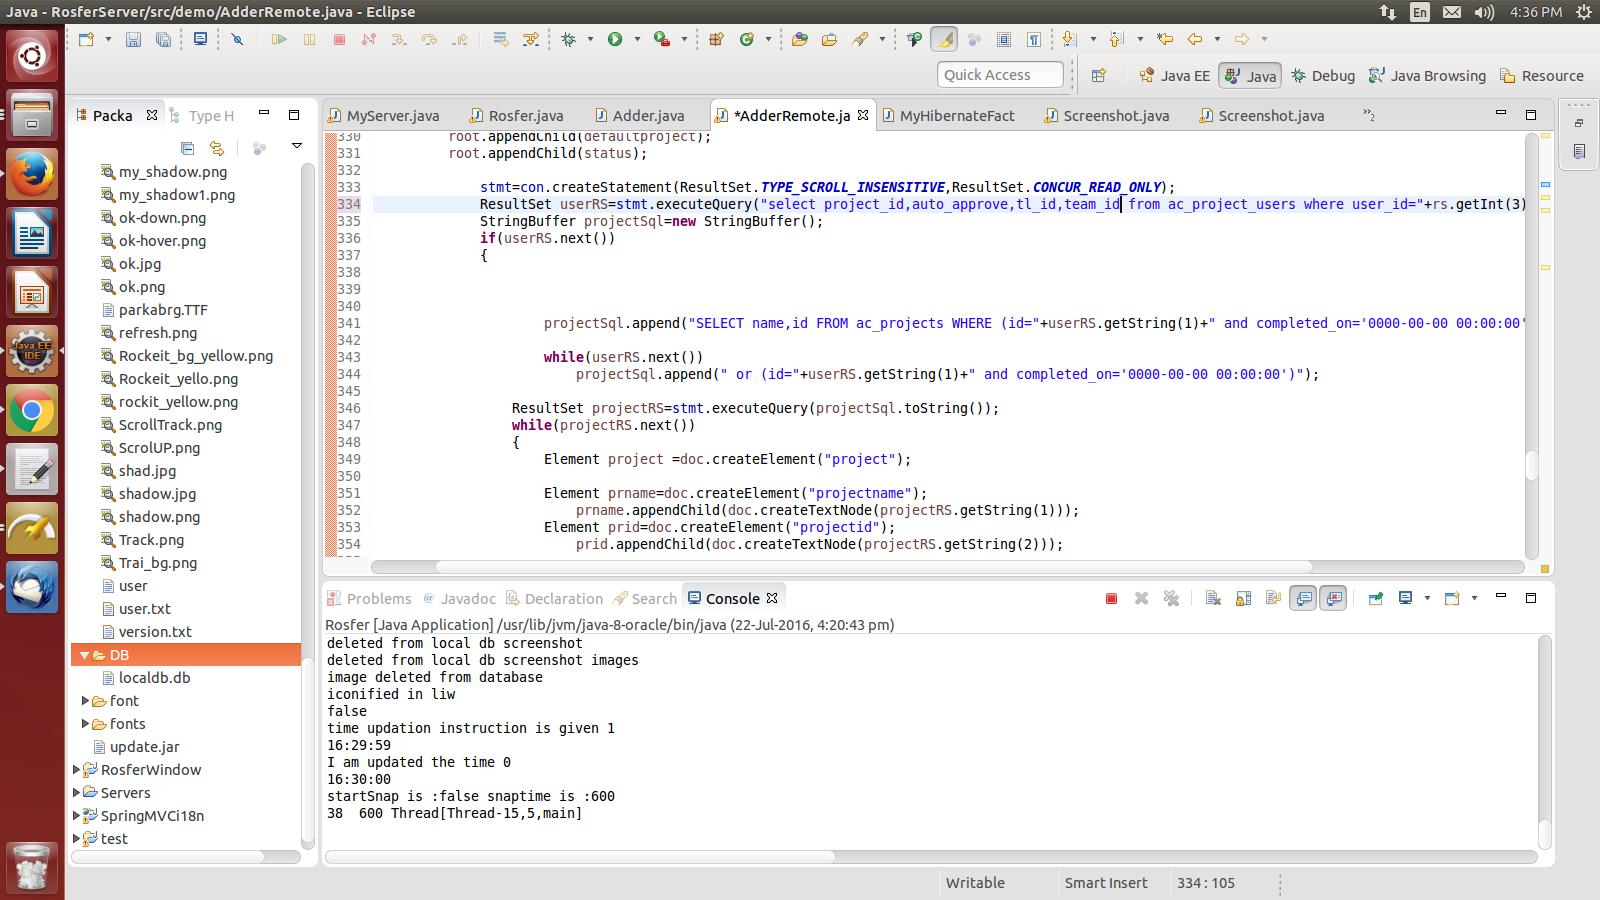 Java - RosferServer/src/demo/AdderRemote.java - Eclipse
En
4:36 PM
Quick Access
Java EE
Java
Debug
Java Browsing
Resource
Packa
Type H
my_shadow.png
my_shadow1.png
ok-down.png
ok-hover.png
ok.jpg
ok.png
parkabrg.TTF
refresh.png
Rockeit_bg_yellow.png
Rockeit_yello.png
rockit_yellow.png
ScrollTrack.png
ScrolUP.png
shad.jpg
shadow.jpg
shadow.png
Track.png
Trai_bg.png
user
user.txt
version.txt
DB
localdb.db
font
fonts
update.jar
RosferWindow
Servers
SpringMVCi18n
test
MyServer.java
Rosfer.java
Adder.java
*AdderRemote.ja
MyHibernateFact
Screenshot.java
Screenshot.java
»2
330 root.appendChild(defaultproject);
331 root.appendChild(status);
332
333 stmt=con.createStatement(ResultSet.TYPE_SCROLL_INSENSITIVE,ResultSet.CONCUR_READ_ONLY);
334 ResultSet userRS=stmt.executeQuery("select project_id,auto_approve,tl_id,team_id from ac_project_users where user_id="+rs.getInt(3)
335 StringBuffer projectSql=new StringBuffer();
336 if(userRS.next())
337 {
338
339
340
341 projectSql.append("SELECT name,id FROM ac_projects WHERE (id="+userRS.getString(1)+" and completed_on='0000-00-00 00:00:00'
342
343 while(userRS.next())
344 projectSql.append(" or (id="+userRS.getString(1)+" and completed_on='0000-00-00 00:00:00')");
345
346 ResultSet projectRS=stmt.executeQuery(projectSql.toString());
347 while(projectRS.next())
348 {
349 Element project =doc.createElement("project");
350
351 Element prname=doc.createElement("projectname");
352 prname.appendChild(doc.createTextNode(projectRS.getString(1)));
353 Element prid=doc.createElement("projectid");
354 prid.appendChild(doc.createTextNode(projectRS.getString(2)));
Problems
Javadoc
Declaration
Search
Console
Rosfer [Java Application] /usr/lib/jvm/java-8-oracle/bin/java (22-Jul-2016, 4:20:43 pm)
deleted from local db screenshot
deleted from local db screenshot images
image deleted from database
iconified in liw
false
time updation instruction is given 1
16:29:59
I am updated the time 0
16:30:00
startSnap is :false snaptime is :600
38  600 Thread[Thread-15,5,main]
Writable
Smart Insert
334 : 105
Java EE
IDE